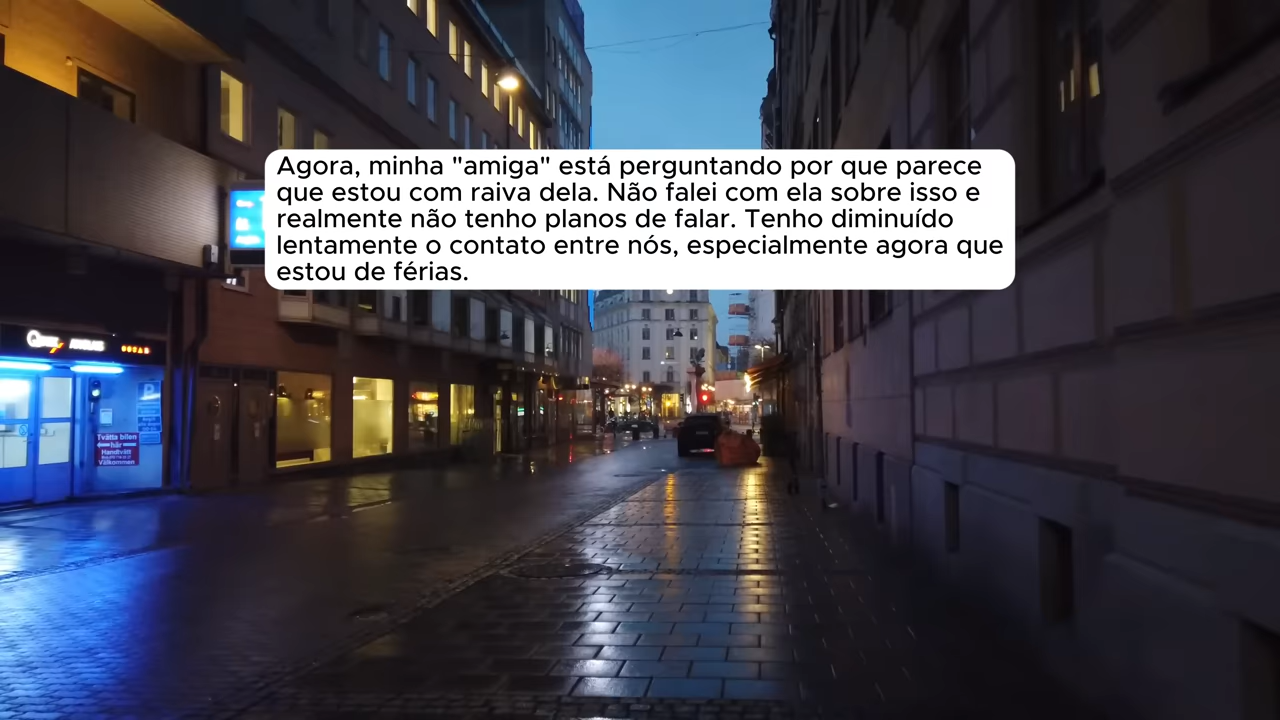 Agora, minha "amiga" está perguntando por que parece
que estou com raiva dela. Não falei com ela sobre isso e
realmente não tenho planos de falar. Tenho diminuído
lentamente o contato entre nós, especialmente agora que
estou de férias.
P
Tvätta bilen
här
Handtvätt
Välkommen